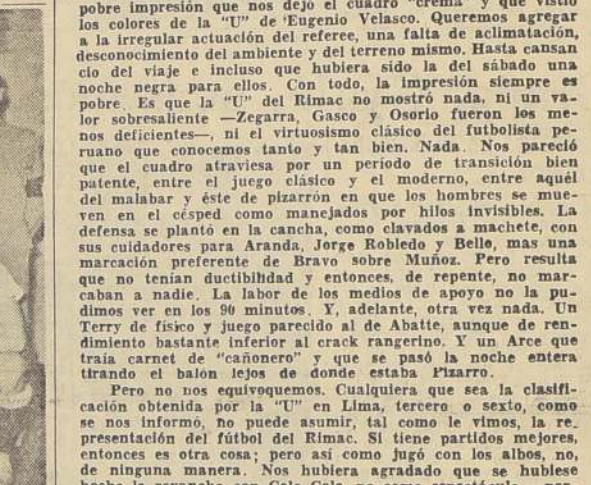 pobre impresión que nos dejó el cuadro "crema" y que vistió
los colores de la "U" de Eugenio Velasco. Queremos agregar
a la irregular actuación del referee, una falta de aclimatación,
desconocimiento del ambiente y del terreno mismo. Hasta cansan
cio del viaje e incluso que hubiera sido la del sábado una
noche negra para ellos. Con todo, la impresión siempre es
pobre. Es que la "U" del Rimac no mostró nada, ni un va-
lor sobresaliente —Zegarra, Gasco y Osorio fueron los me-
nos deficientes—, ni el virtuosismo clásico del futbolista pe-
ruano que conocemos tanto y tan bien. Nada. Nos pareció
que el cuadro atraviesa por un período de transición bien
patente, entre el juego clásico y el moderno, entre aquél
del malabar y éste de pizarrón en que los hombres se mue-
ven en el césped como manejados por hilos invisibles. La
defensa se plantó en la cancha, como clavados a machete, con
sus cuidadores para Aranda, Jorge Robledo y Bello, mas una
marcación preferente de Bravo sobre Muñoz. Pero resulta
que no tenían ductibilidad y entonces, de repente, no mar-
caban a nadie. La labor de los medios de apoyo no la pu-
dimos ver en los 90 minutos. Y, adelante, otra vez nada. Un
Terry de físico y juego parecido al de Abatte, aunque de ren-
dimiento bastante inferior al crack rangerino. Y un Arce que
traía carnet de "cañonero" y que se pasó la noche entera
tirando el balón lejos de donde estaba Pizarro.
Pero no nos equivoquemos. Cualquiera que sea la clasifi-
cación obtenida por la "U" en Lima, tercero o sexto, como
se nos informó, no puede asumir, tal como le vimos, la re_
presentación del fútbol del Rimac. Si tiene partidos mejores,
entonces es otra cosa; pero así como jugó con los albos, no,
de ninguna manera. Nos hubiera agradado que se hubiese